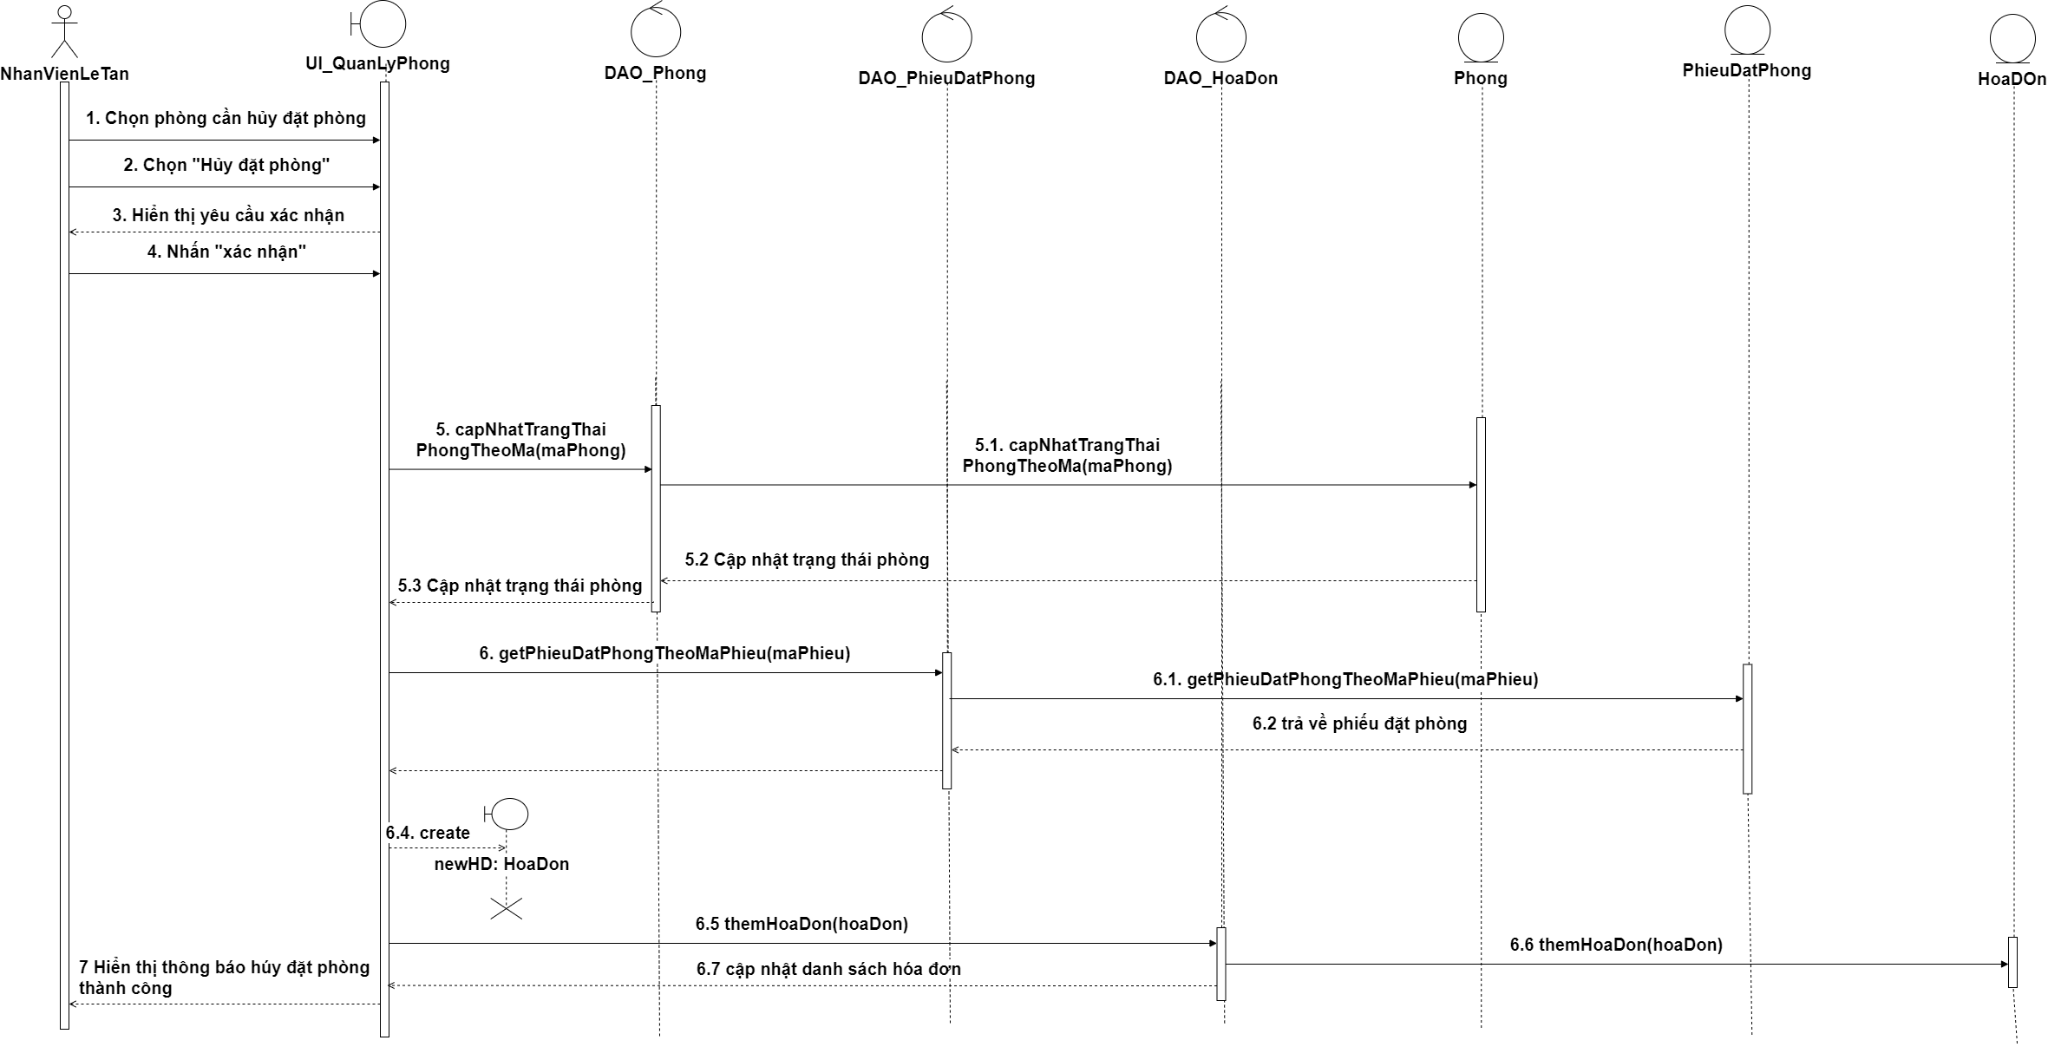 NhanVienLeTan
UI_QuanLyPhong
DAO_Phong
DAO_PhieuDatPhong
DAO_HoaDon
Phong
PhieuDatPhong
HoaDOn
1. Chọn phòng cần hủy đặt phòng
2. Chọn "Hủy đặt phòng"
3. Hiển thị yêu cầu xác nhận
4. Nhấn "xác nhận"
5. capNhatTrangThai
PhongTheoMa(maPhong)
5.1. capNhatTrangThai
PhongTheoMa(maPhong)
5.2 Cập nhật trạng thái phòng
5.3 Cập nhật trạng thái phòng
6. getPhieuDatPhongTheoMaPhieu(maPhieu)
6.1. getPhieuDatPhongTheoMaPhieu(maPhieu)
6.2 trả về phiếu đặt phòng
6.4. create
newHD: HoaDon
6.5 themHoaDon(hoaDon)
6.6 themHoaDon(hoaDon)
6.7 cập nhật danh sách hóa đơn
7 Hiển thị thông báo húy đặt phòng
thành công